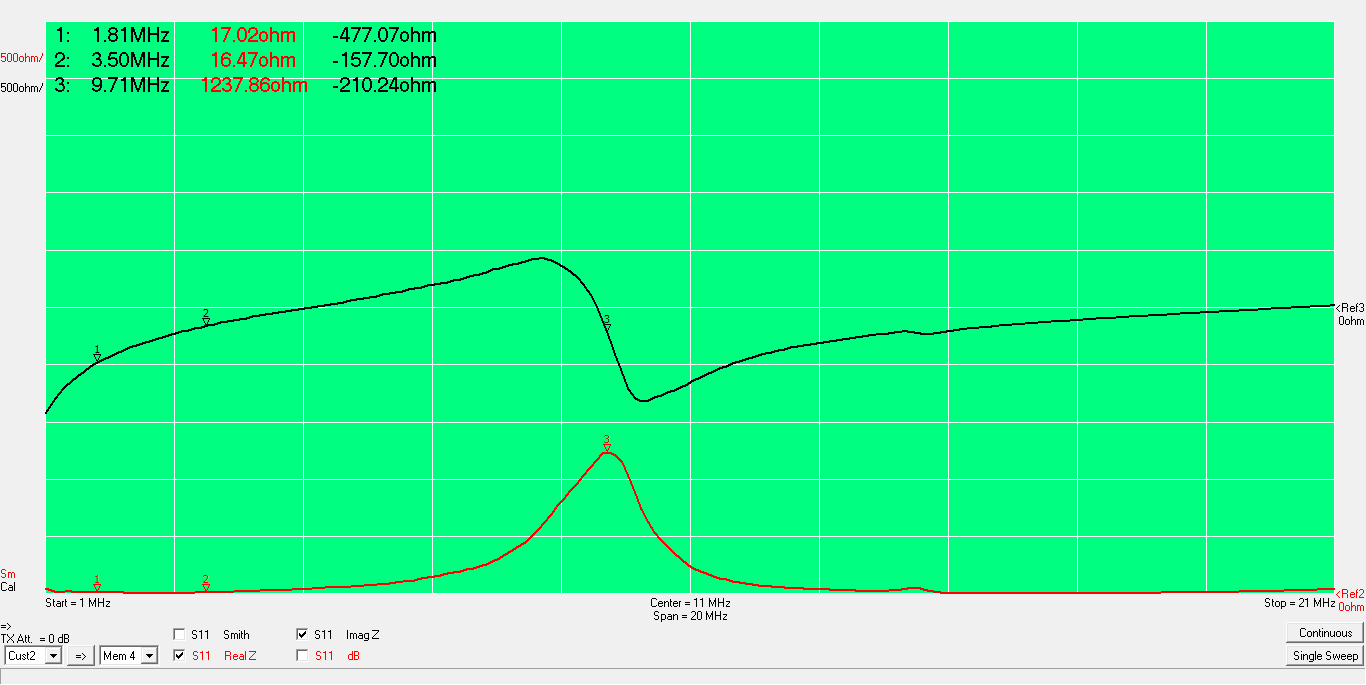 1: 1.81MHz 17.02ohm -477.07ohm
500ohm/
2: 3.50MHz 16.47ohm -157.70ohm
500ohm/
3: 9.71MHz 1237.86ohm -210.24ohm
3
2
3
1
<Ref3
0ohm
3
Sm
Cal
1
2
<Ref2
0ohm
Start = 1 MHz
Center = 11 MHz
Stop = 21 MHz
Span = 20 MHz
=>
TX Att. = 0 dB
S11 Smith
S11 Imag Z
Continuous
Cust2
=>
Mem 4
S11 Real Z
S11 dB
Single Sweep